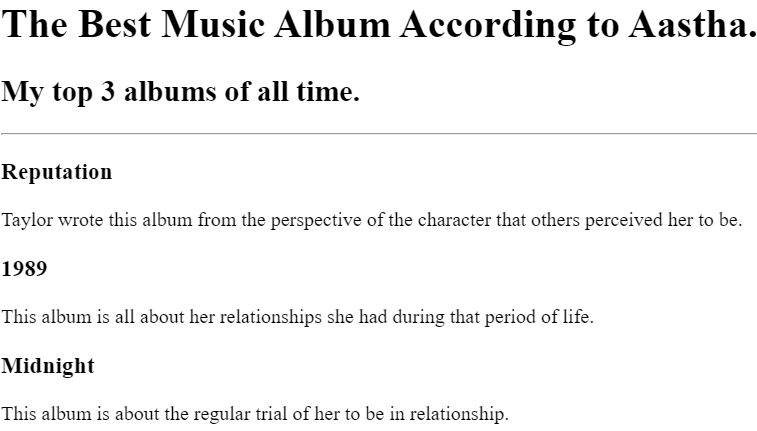 The Best Music Album According to Aastha.
My top 3 albums of all time.
Reputation
Taylor wrote this album from the perspective of the character that others perceived her to be.
1989
This album is all about her relationships she had during that period of life.
Midnight
This album is about the regular trial of her to be in relationship.